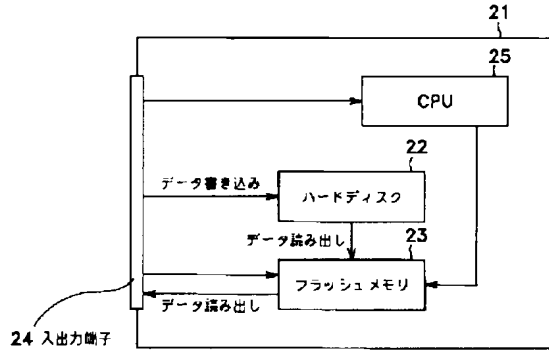 21
25
CPU
22
データ書き込み
ハードディスク
データ読み出し
23
フラッシュメモリ
データ読み出し
24 入出力端子